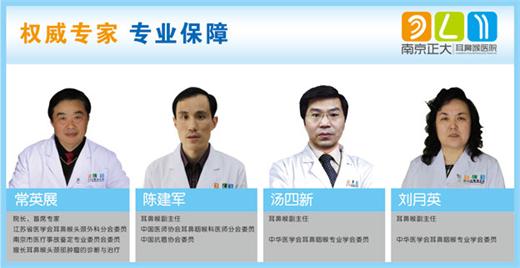 权威专家 专业保障
南京正大 耳鼻喉医院
常英展
院长、首席专家
江苏省医学会耳鼻喉头颈外科分会委员
南京市医疗事故鉴定专业委员会委员
擅长耳鼻喉头颈部肿瘤的诊断与治疗
陈建军
耳鼻喉副主任
中国医师协会耳鼻咽喉科医师分会委员
中国抗癌协会委员
汤四新
耳鼻喉副主任
中华医学会耳鼻咽喉专业学会委员
刘月英
耳鼻喉副主任
中华医学会耳鼻咽喉专业学会委员